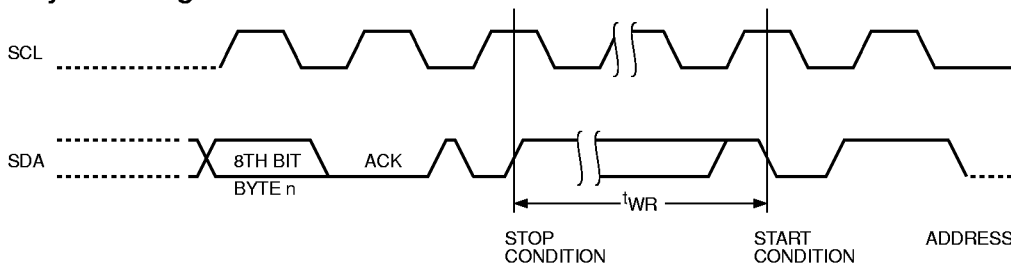 SCL
SDA
8TH BIT
ACK
BYTE n
tWR
STOP
CONDITION
START
CONDITION
ADDRESS